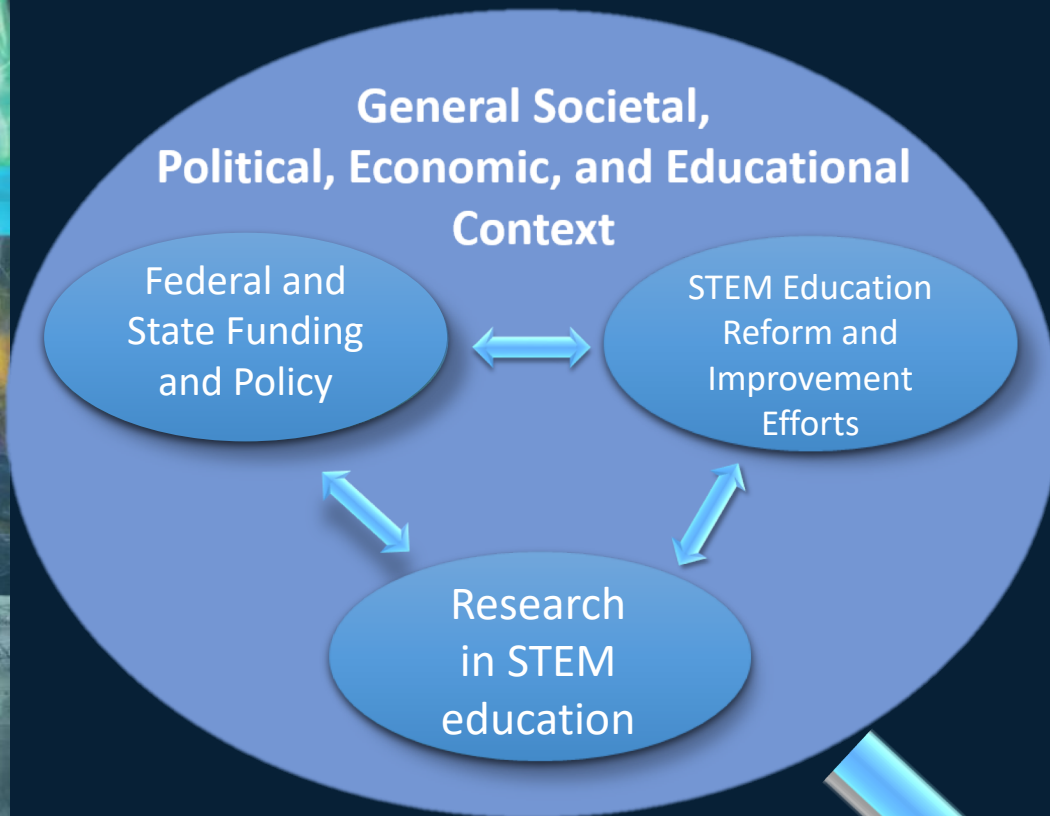 General Societal,
Political, Economic, and Educational
Context
Federal and
State Funding
and Policy
STEM Education
Reform and
Improvement
Efforts
Research
in STEM
education